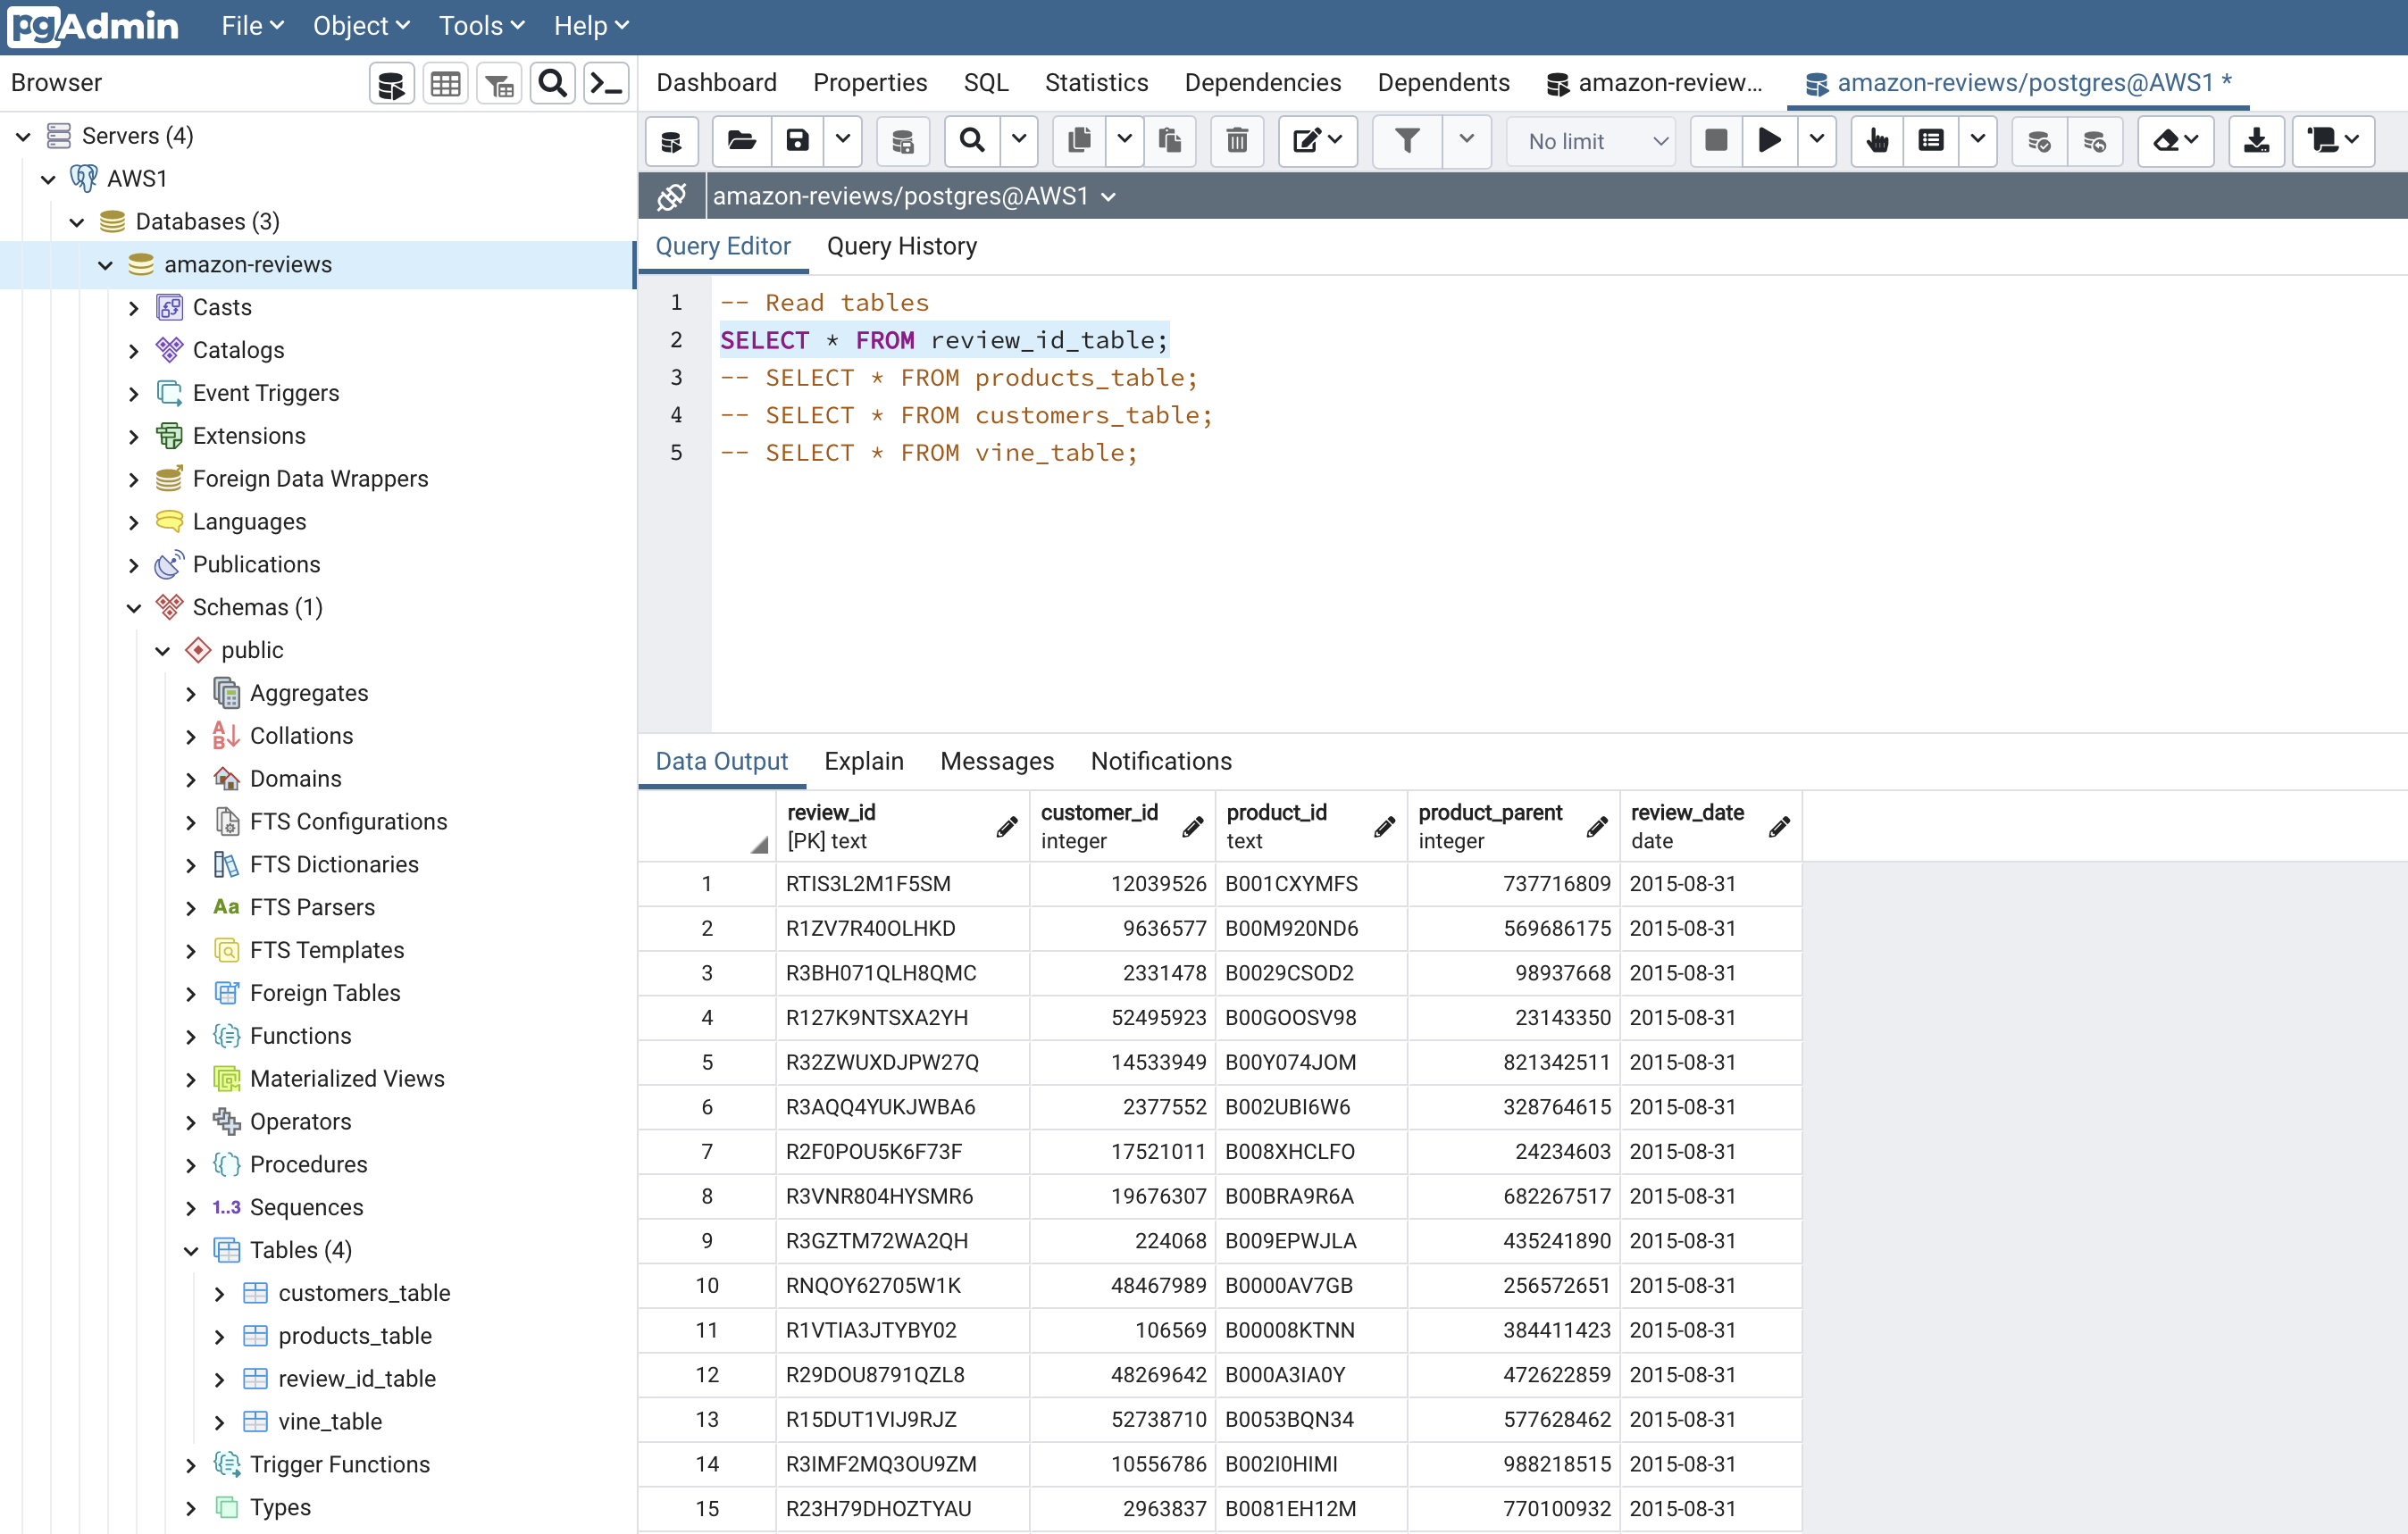 pgAdmin File Object Tools Help
Browser
Dashboard Properties SQL Statistics Dependencies Dependents amazon-review... amazon-reviews/postgres@AWS1 *
Servers (4)
AWS1
Databases (3)
amazon-reviews
Casts
Catalogs
Event Triggers
Extensions
Foreign Data Wrappers
Languages
Publications
Schemas (1)
public
Aggregates
Collations
Domains
FTS Configurations
FTS Dictionaries
Aa FTS Parsers
FTS Templates
Foreign Tables
Functions
Materialized Views
Operators
Procedures
1..3 Sequences
Tables (4)
customers_table
products_table
review_id_table
vine_table
Trigger Functions
Types
No limit
amazon-reviews/postgres@AWS1
Query Editor Query History
1 -- Read tables
2 SELECT * FROM review_id_table;
3 -- SELECT * FROM products_table;
4 -- SELECT * FROM customers_table;
5 -- SELECT * FROM vine_table;
Data Output Explain Messages Notifications
review_id customer_id product_id product_parent review_date
[PK] text integer text integer date
1 RTIS3L2M1F5SM 12039526 B001CXYMFS 737716809 2015-08-31
2 R1ZV7R40OLHKD 9636577 B00M920ND6 569686175 2015-08-31
3 R3BH071QLH8QMC 2331478 B0029CSOD2 98937668 2015-08-31
4 R127K9NTSXA2YH 52495923 B00GOOSV98 23143350 2015-08-31
5 R32ZWUXDJPW27Q 14533949 B00Y074JOM 821342511 2015-08-31
6 R3AQQ4YUKJWBA6 2377552 B002UBI6W6 328764615 2015-08-31
7 R2F0POU5K6F73F 17521011 B008XHCLFO 24234603 2015-08-31
8 R3VNR804HYSMR6 19676307 B00BRA9R6A 682267517 2015-08-31
9 R3GZTM72WA2QH 224068 B009EPWJLA 435241890 2015-08-31
10 RNQOY62705W1K 48467989 B0000AV7GB 256572651 2015-08-31
11 R1VTIA3JTYBY02 106569 B00008KTNN 384411423 2015-08-31
12 R29DOU8791QZL8 48269642 B000A3IA0Y 472622859 2015-08-31
13 R15DUT1VIJ9RJZ 52738710 B0053BQN34 577628462 2015-08-31
14 R3IMF2MQ3OU9ZM 10556786 B002I0HIMI 988218515 2015-08-31
15 R23H79DHOZTYAU 2963837 B0081EH12M 770100932 2015-08-31